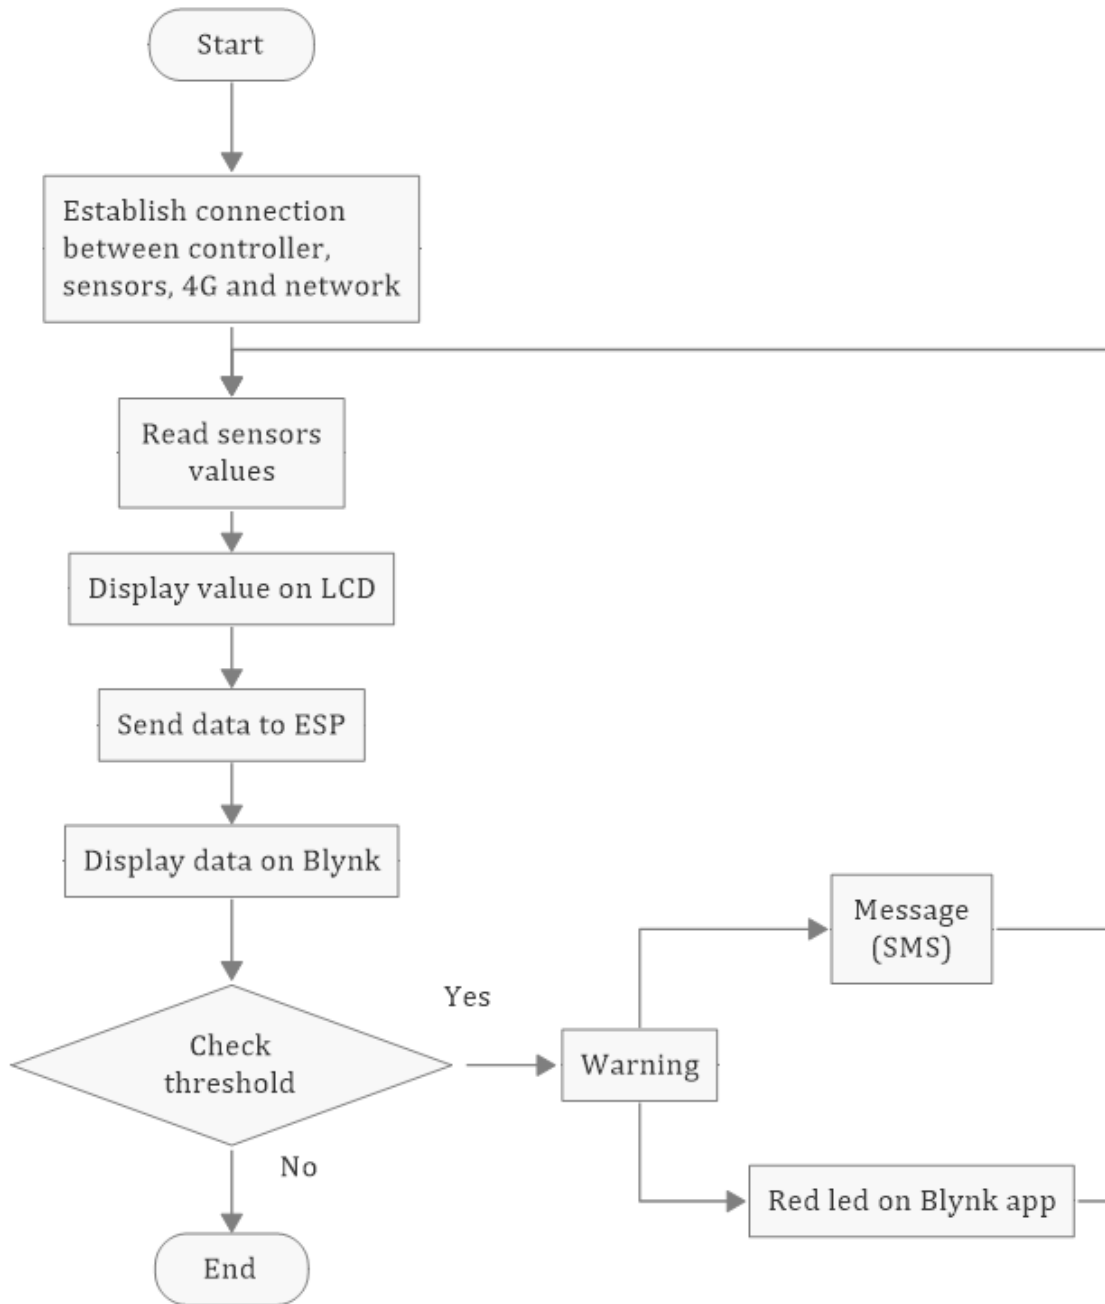 Start
Establish connection
between controller,
sensors, 4G and network
Read sensors
values
Display value on LCD
Send data to ESP
Display data on Blynk
Check
threshold
Yes
Warning
Message
(SMS)
Red led on Blynk app
No
End